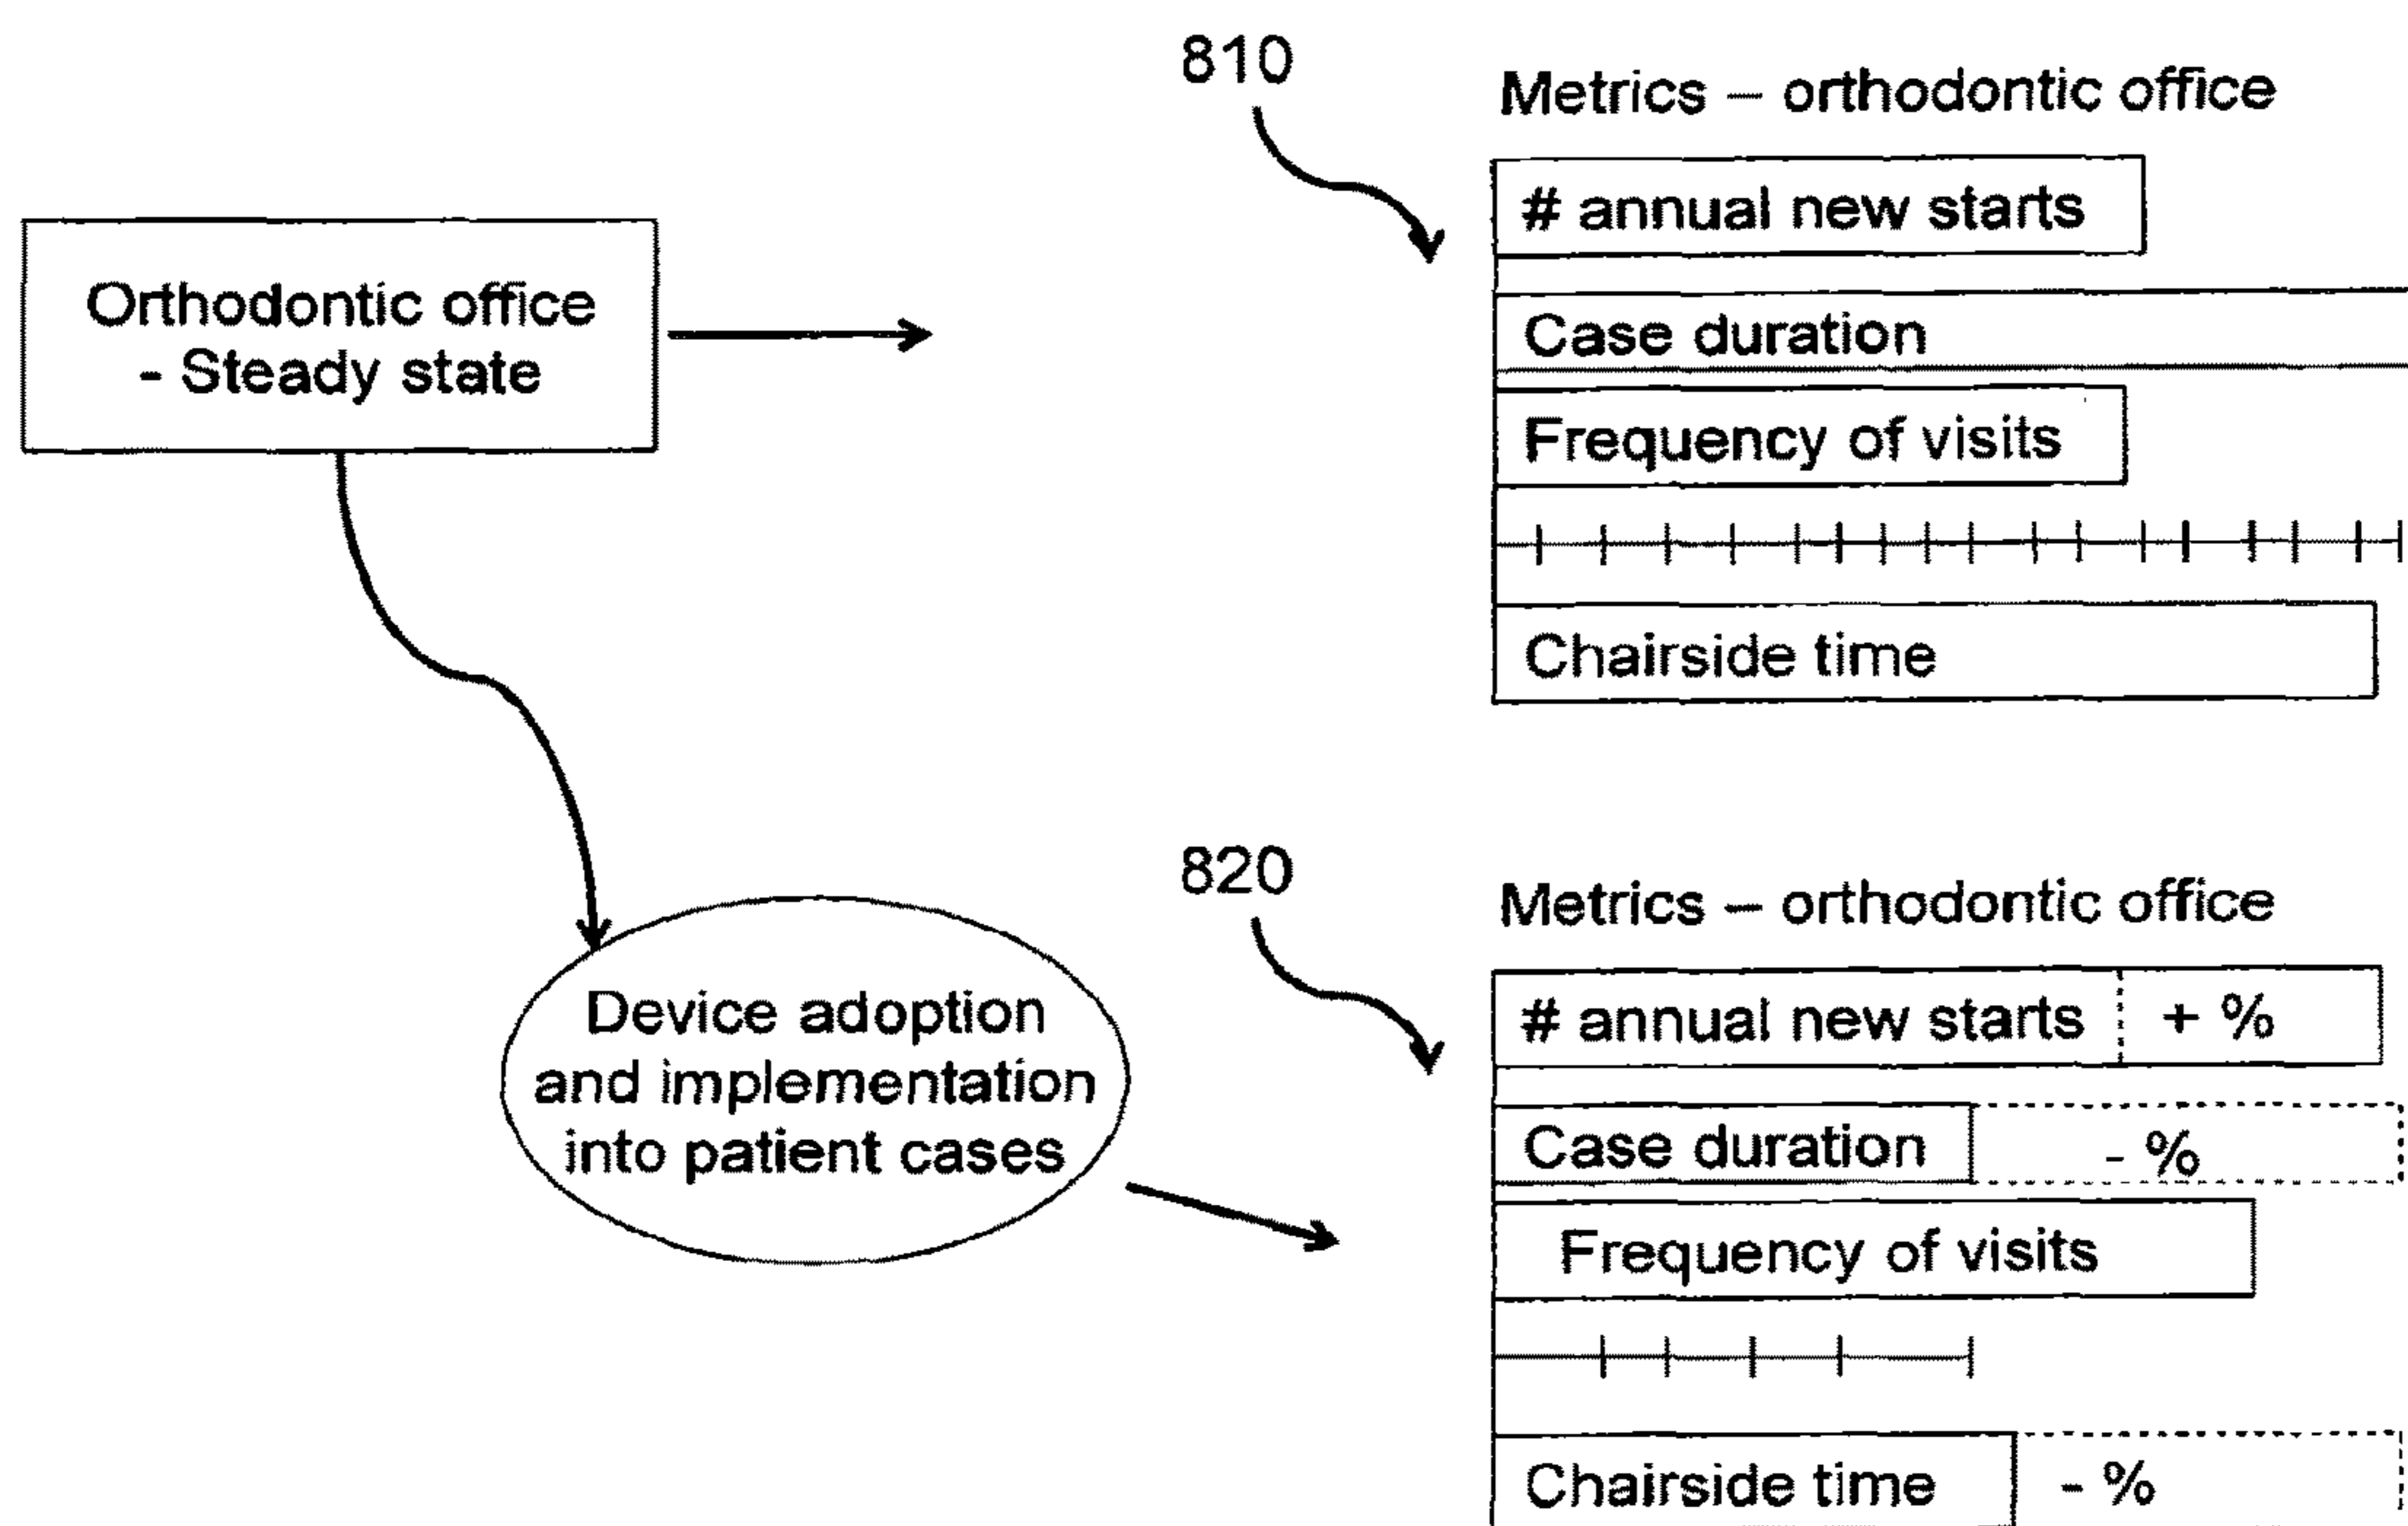 810
Metrics – orthodontic office
# annual new starts
Orthodontic office
- Steady state
Case duration
Frequency of visits
Chairside time
820
Metrics – orthodontic office
Device adoption
and implementation
into patient cases
# annual new starts + %
Case duration - %
Frequency of visits
Chairside time - %